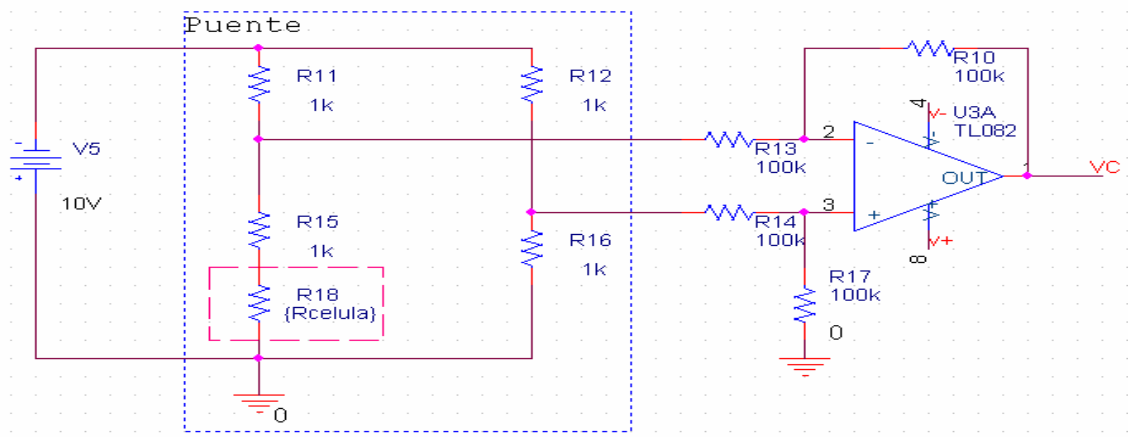 Puente
R11
1k
R12
1k
R10
100k
4
V-
U3A
TL082
V5
-
+
10V
2
R13
100k
-
V-
OUT
1
VC
R15
1k
R16
1k
3
R14
100k
+
V+
V+
8
R18
{Rcelula}
R17
100k
0
0